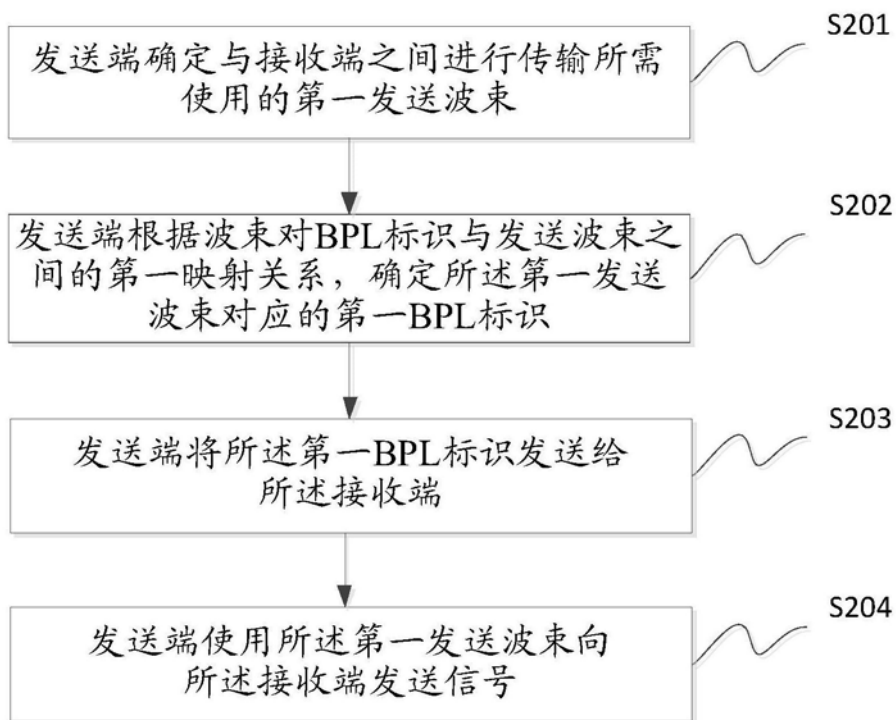 S201
发送端确定与接收端之间进行传输所需
使用的第一发送波束
S202
发送端根据波束对BPL标识与发送波束之
间的第一映射关系，确定所述第一发送
波束对应的第一BPL标识
S203
发送端将所述第一BPL标识发送给
所述接收端
S204
发送端使用所述第一发送波束向
所述接收端发送信号